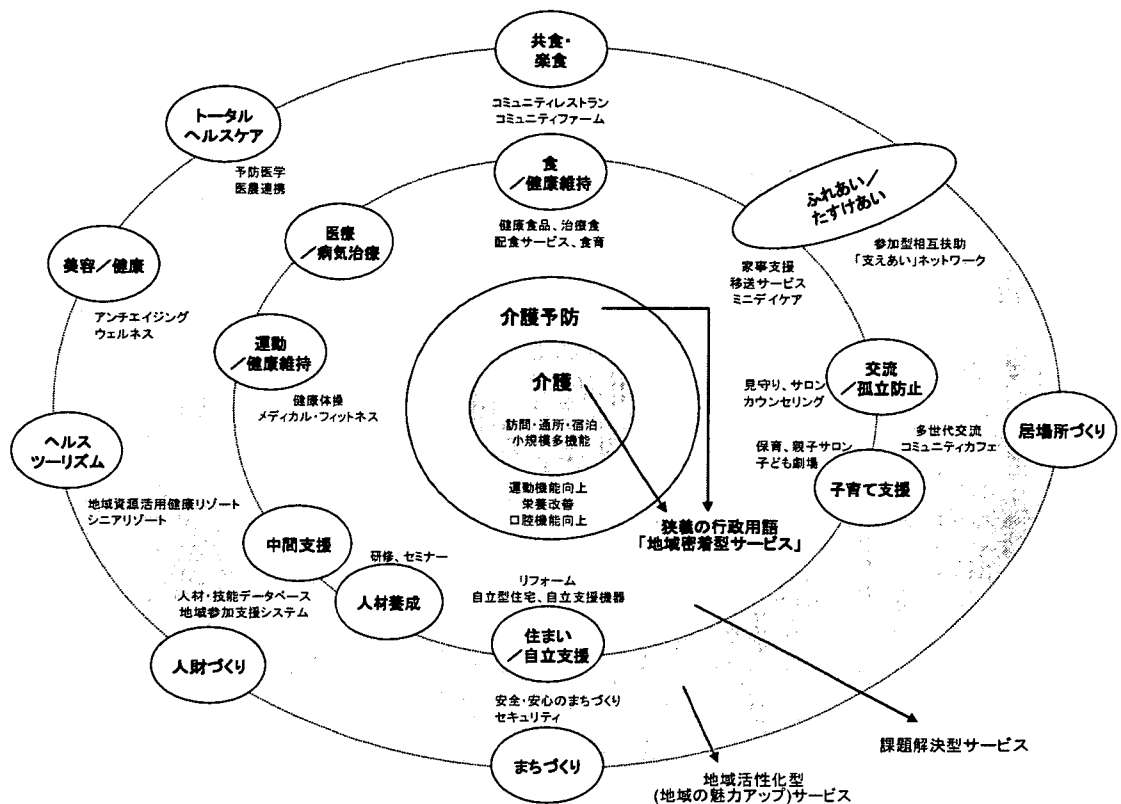 共食・
楽食
コミュニティレストラン
コミュニティファーム
トータル
ヘルスケア
予防医学
医農連携
食
／健康維持
健康食品、治療食
配食サービス、食育
ふれあい／
たすけあい
参加型相互扶助
「支えあい」ネットワーク
家事支援
移送サービス
ミニデイケア
医療
／病気治療
美容／健康
アンチエイジング
ウェルネス
運動
／健康維持
健康体操
メディカル・フィットネス
介護予防
介護
訪問・通所・宿泊
小規模多機能
運動機能向上
栄養改善
口腔機能向上
交流
／孤立防止
見守り、サロン
カウンセリング
居場所づくり
多世代交流
コミュニティカフェ
保育、親子サロン
子ども劇場
子育て支援
狭義の行政用語
「地域密着型サービス」
ヘルス
ツーリズム
地域資源活用健康リゾート
シニアリゾート
中間支援
研修、セミナー
人材養成
人材・技能データベース
地域参加支援システム
人財づくり
リフォーム
自立型住宅、自立支援機器
住まい
／自立支援
安全・安心のまちづくり
セキュリティ
まちづくり
課題解決型サービス
地域活性化型
(地域の魅力アップ)サービス